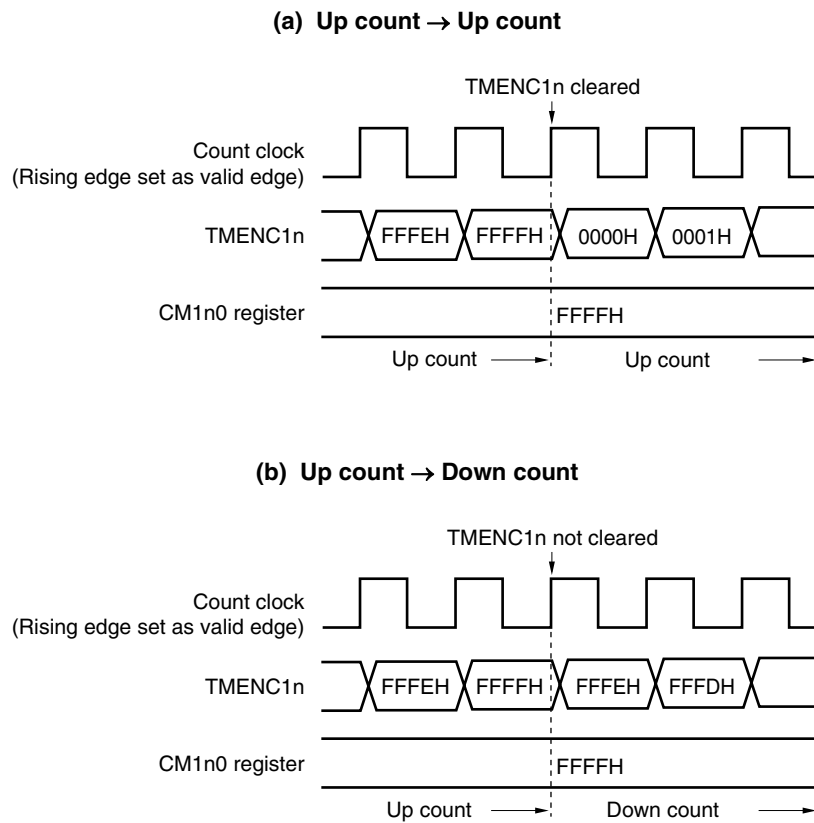 (a) Up count → Up count
TMENC1n cleared
Count clock
(Rising edge set as valid edge)
TMENC1n
FFFEH FFFFH 0000H 0001H
CM1n0 register
FFFFH
Up count Up count
(b) Up count → Down count
TMENC1n not cleared
Count clock
(Rising edge set as valid edge)
TMENC1n
FFFEH FFFFH FFFEH FFFDH
CM1n0 register
FFFFH
Up count Down count